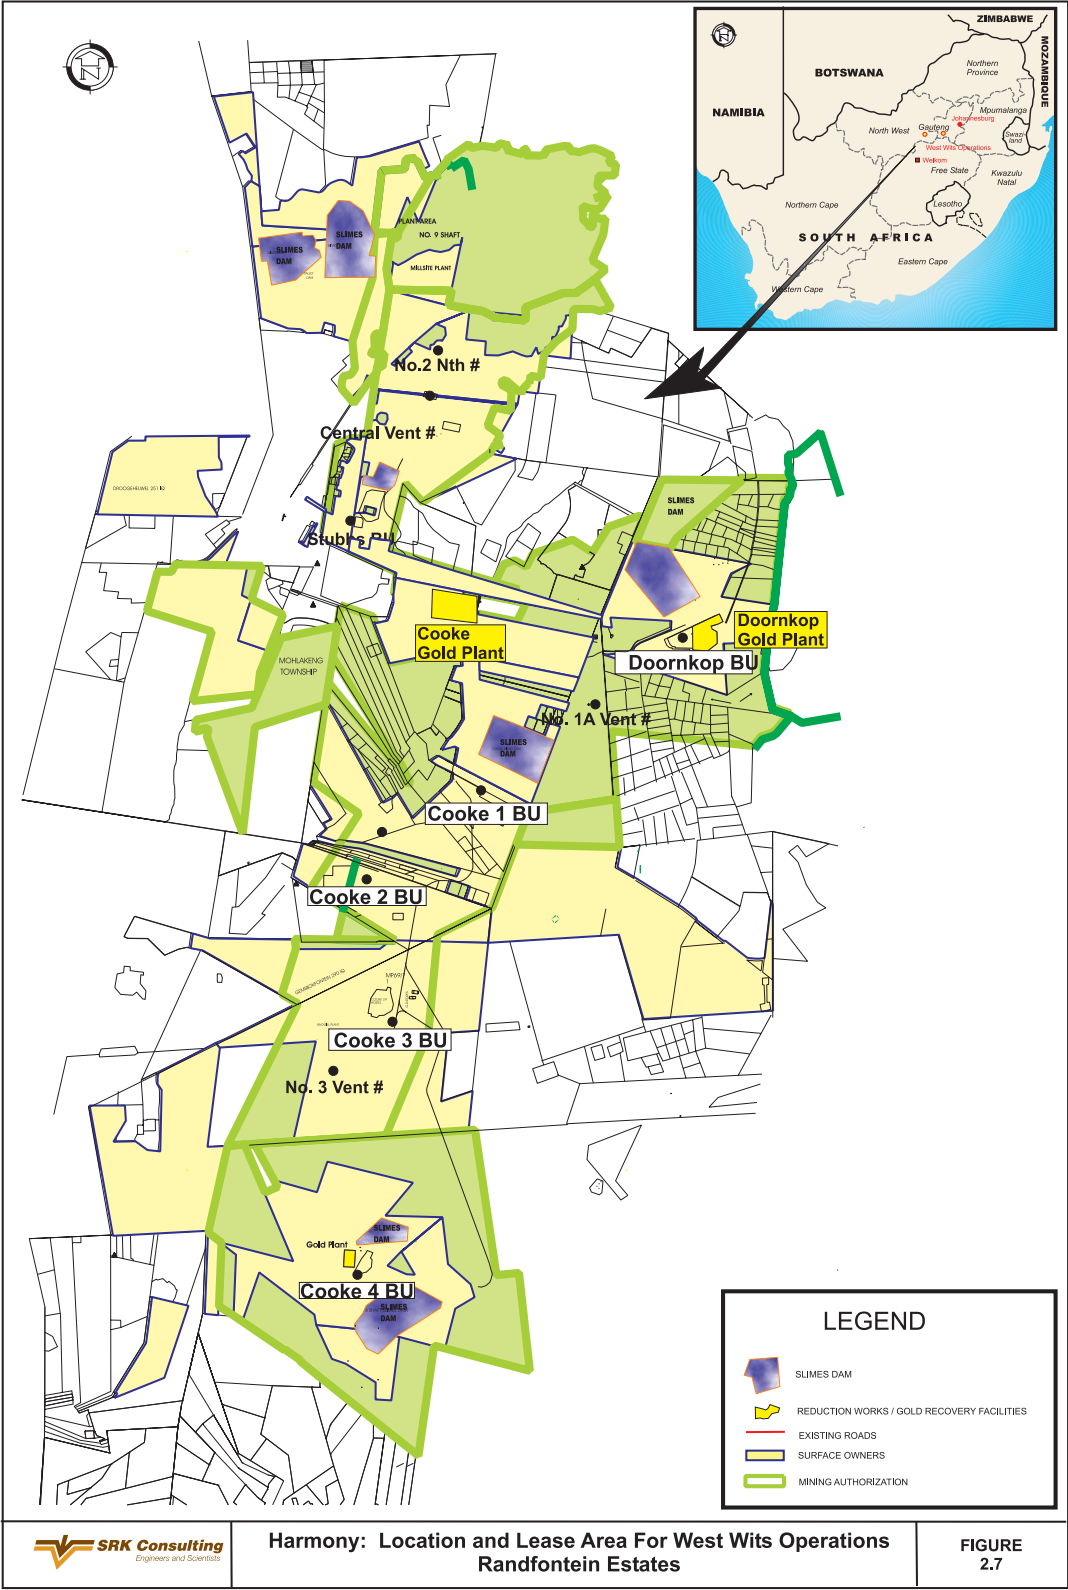 N
ZIMBABWE
MOZAMBIQUE
BOTSWANA
Northern
Province
NAMIBIA
Mpumalanga
Johannesburg
North West
Gauteng
Swazi-
land
West Wits Operations
Welkom
Free State
Kwazulu
Natal
Northern Cape
Lesotho
SOUTH AFRICA
Eastern Cape
Western Cape
N
PLANT AREA
NO. 9 SHAFT
MILLSITE PLANT
SLIMES
DAM
SLIMES
DAM
No.2 Nth #
Central Vent #
DROOGEHEUWEL 251 IQ
Stubbs BU
SLIMES
DAM
Cooke
Gold Plant
Doornkop
Gold Plant
Doornkop BU
MOHLAKENG
TOWNSHIP
No. 1A Vent #
SLIMES
DAM
Cooke 1 BU
Cooke 2 BU
GEMSBOKFONTEIN 290 IQ
Cooke 3 BU
No. 3 Vent #
SLIMES
DAM
Gold Plant
Cooke 4 BU
SLIMES
DAM
LEGEND
SLIMES DAM
REDUCTION WORKS / GOLD RECOVERY FACILITIES
EXISTING ROADS
SURFACE OWNERS
MINING AUTHORIZATION
SRK Consulting
Engineers and Scientists
Harmony: Location and Lease Area For West Wits Operations
Randfontein Estates
FIGURE
2.7